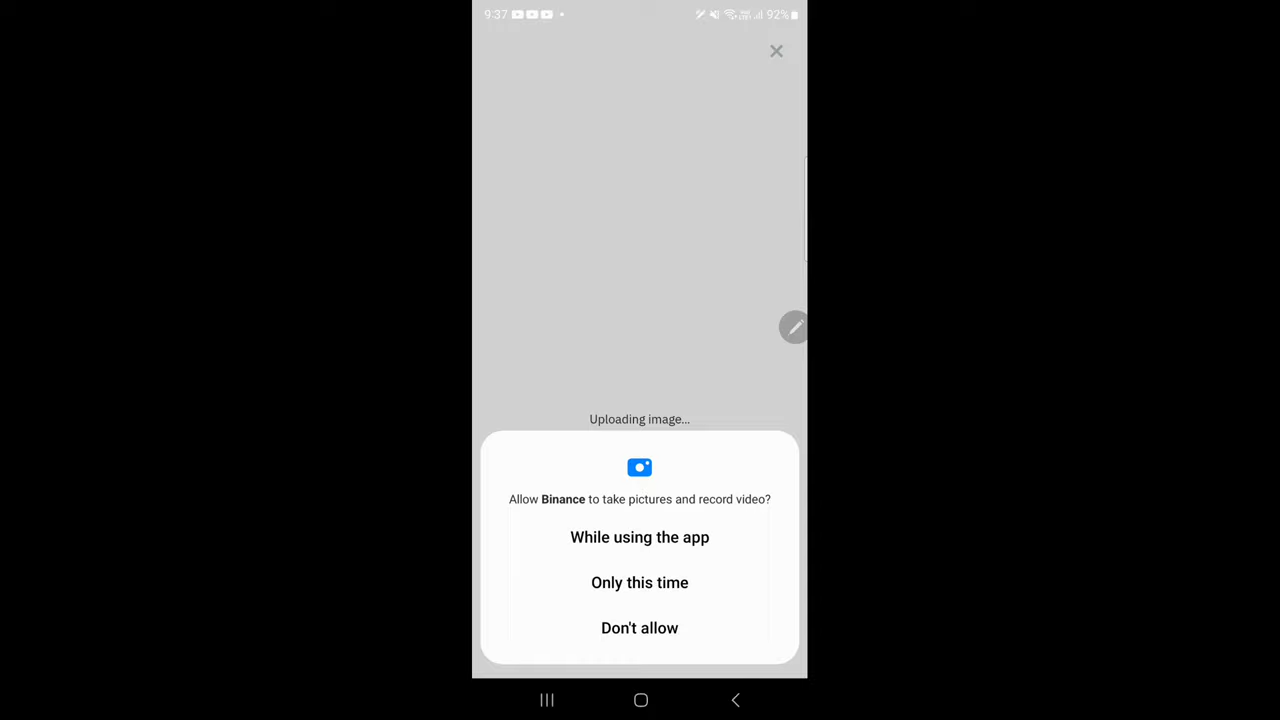 9:37 92%
Uploading image...
Allow Binance to take pictures and record video?
While using the app
Only this time
Don't allow